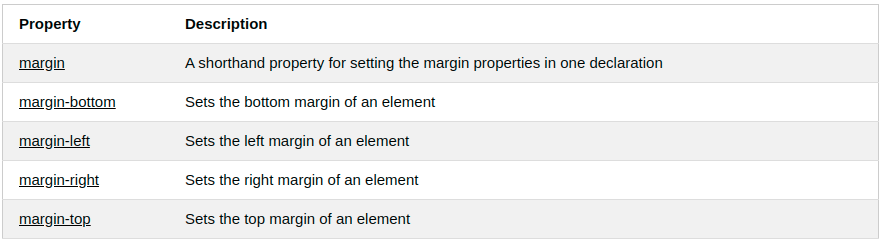 Property Description
margin A shorthand property for setting the margin properties in one declaration
margin-bottom Sets the bottom margin of an element
margin-left Sets the left margin of an element
margin-right Sets the right margin of an element
margin-top Sets the top margin of an element